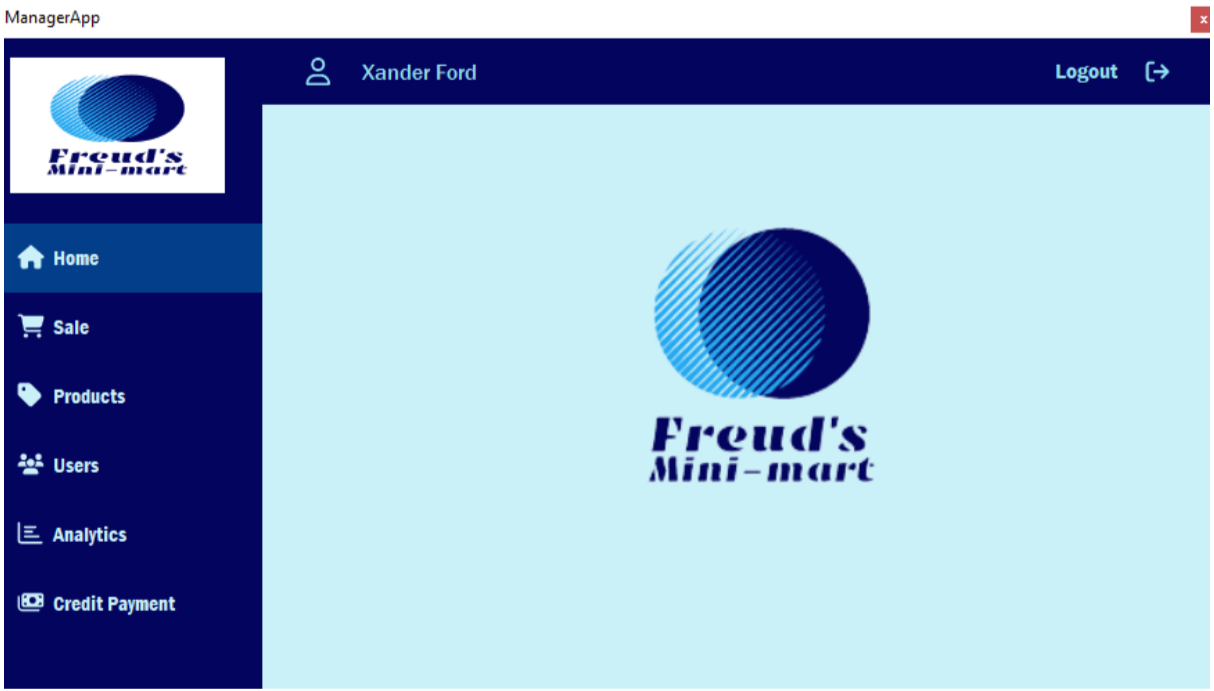 ManagerApp
x
Xander Ford
Logout
Freud's
Mini-mart
Home
Sale
Products
Users
Analytics
Credit Payment
Freud's
Mini-mart